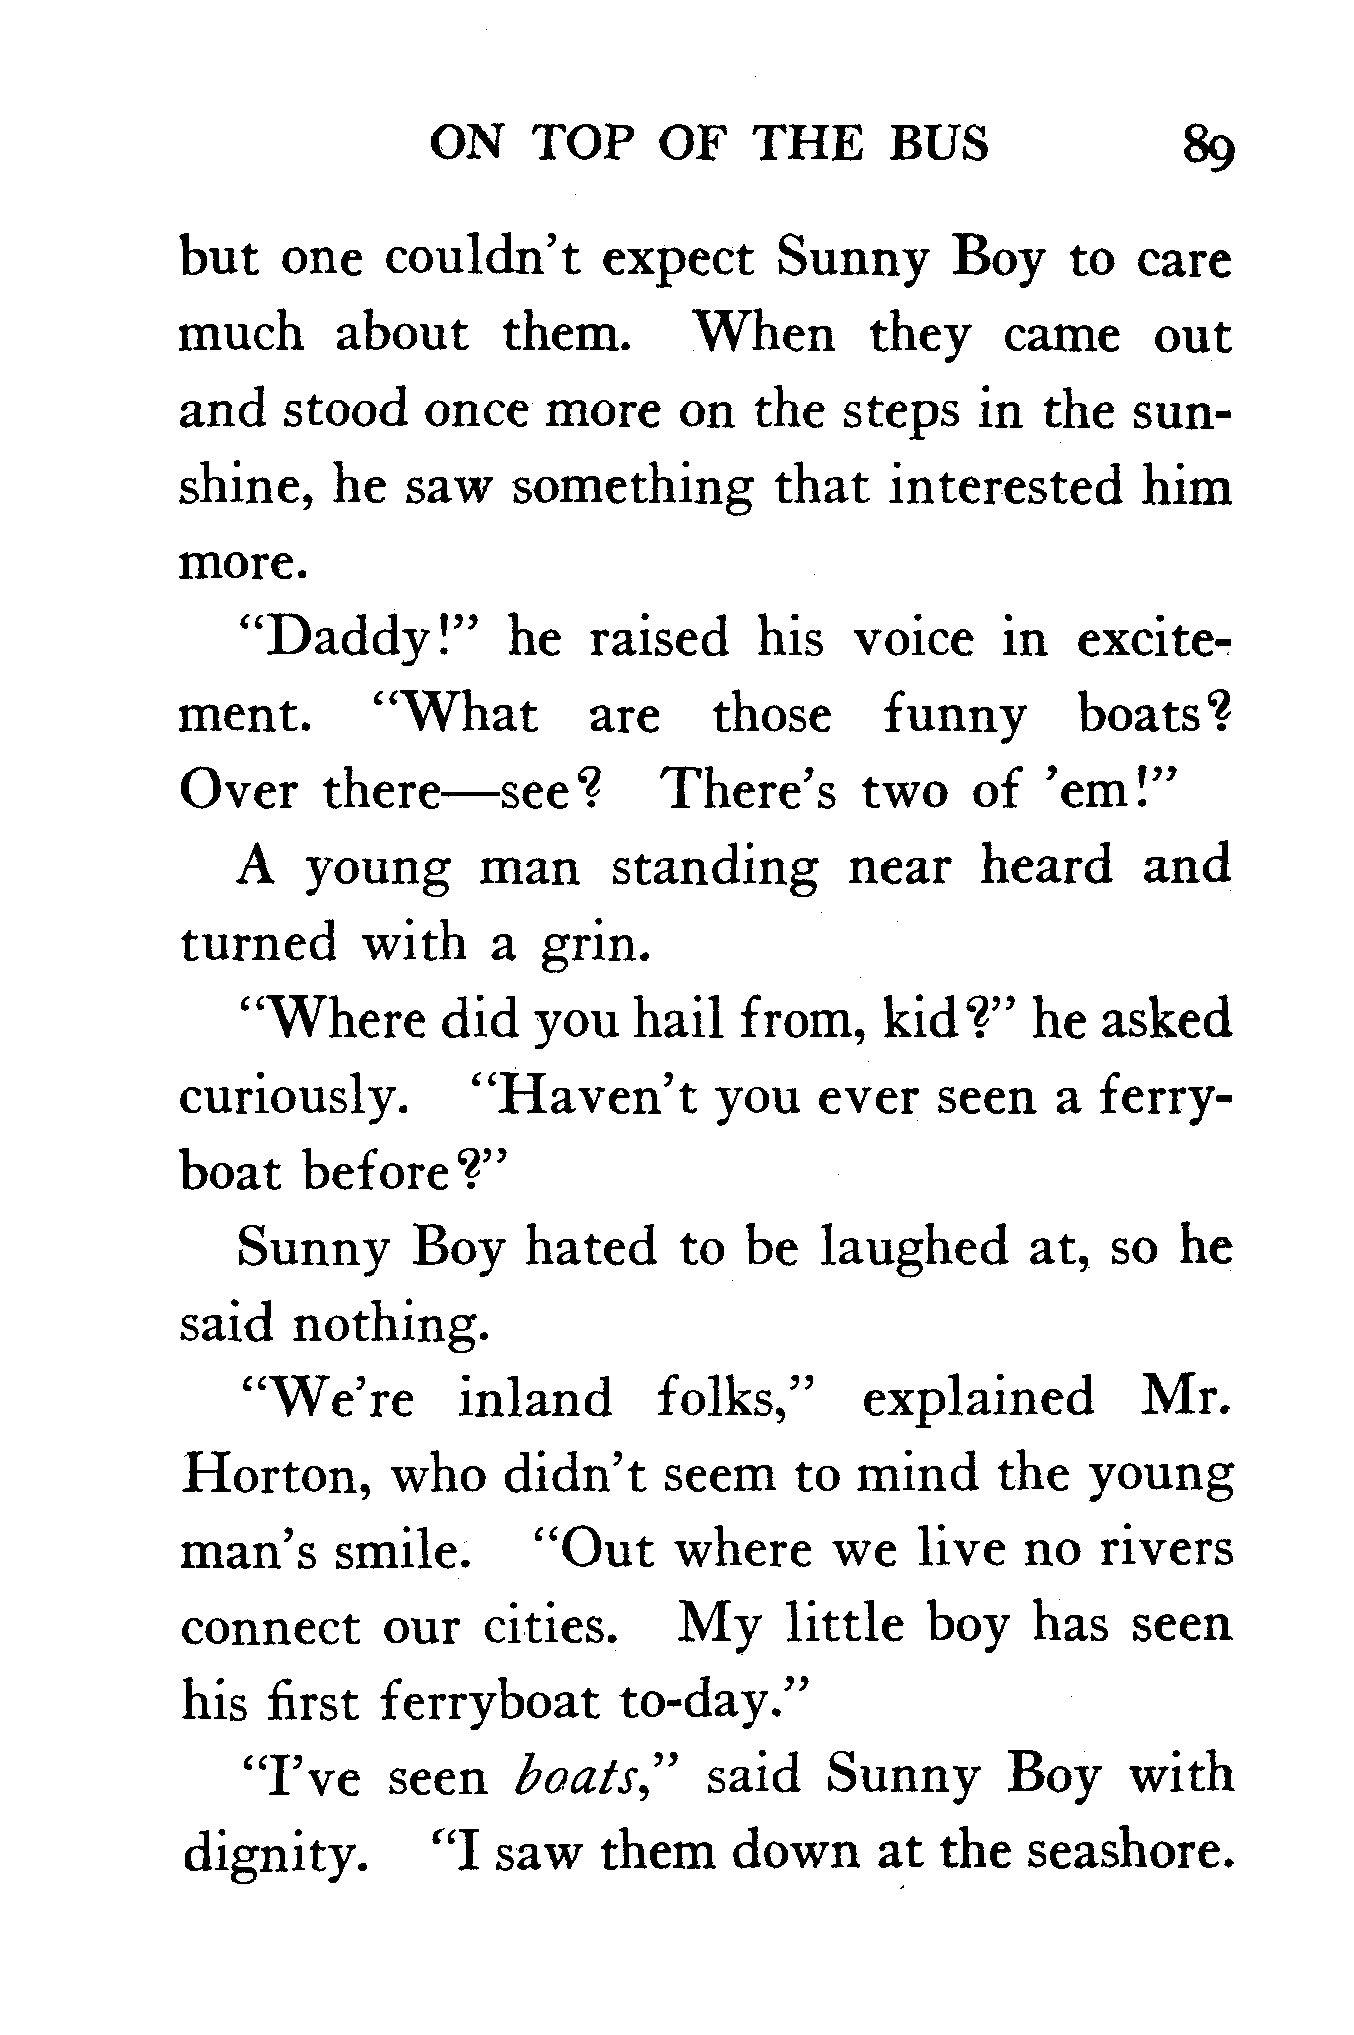 ON TOP OF THE BUS 89
but one couldn't expect Sunny Boy to care
much about them. When they came out
and stood once more on the steps in the sun-
shine, he saw something that interested him
more.
"Daddy!" he raised his voice in excite-
ment. "What are those funny boats?
Over there—see? There's two of 'em!"
A young man standing near heard and
turned with a grin.
"Where did you hail from, kid?" he asked
curiously. "Haven't you ever seen a ferry-
boat before?"
Sunny Boy hated to be laughed at, so he
said nothing.
"We're inland folks," explained Mr.
Horton, who didn't seem to mind the young
man's smile. "Out where we live no rivers
connect our cities. My little boy has seen
his first ferryboat to-day."
"I've seen boats," said Sunny Boy with
dignity. "I saw them down at the seashore.